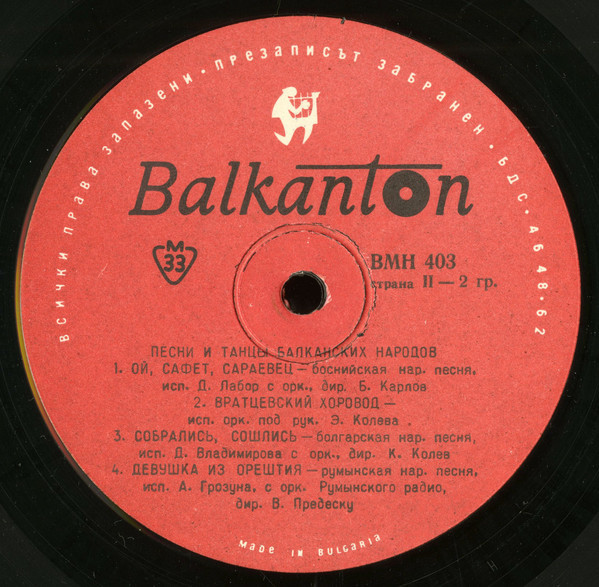 ВСИЧКИ ПРАВА ЗАПАЗЕНИ · ПРЕЗАПИСЪТ ЗАБРАНЕН · БДС · 4648·62
Balkanton
М
33
ВМН 403
страна II — 2 гр.
ПЕСНИ И ТАНЦЫ БАЛКАНСКИХ НАРОДОВ
1. ОЙ, САФЕТ, САРАЕВЕЦ — боснийская нар. песня,
исп. Д. Лабор с орк., дир. Б. Карлов
2. ВРАТЦЕВСКИЙ ХОРОВОД —
исп. орк. под рук. Э. Колева .
3. СОБРАЛИСЬ, СОШЛИСЬ — болгарская нар. песня,
исп. Д. Владимирова с орк., дир. К. Колев
4. ДЕВУШКА ИЗ ОРЕШТИЯ — румынская нар. песня,
исп. А. Грозуна, с орк. Румынского радио,
дир. В. Предеску
MADE IN BULGARIA